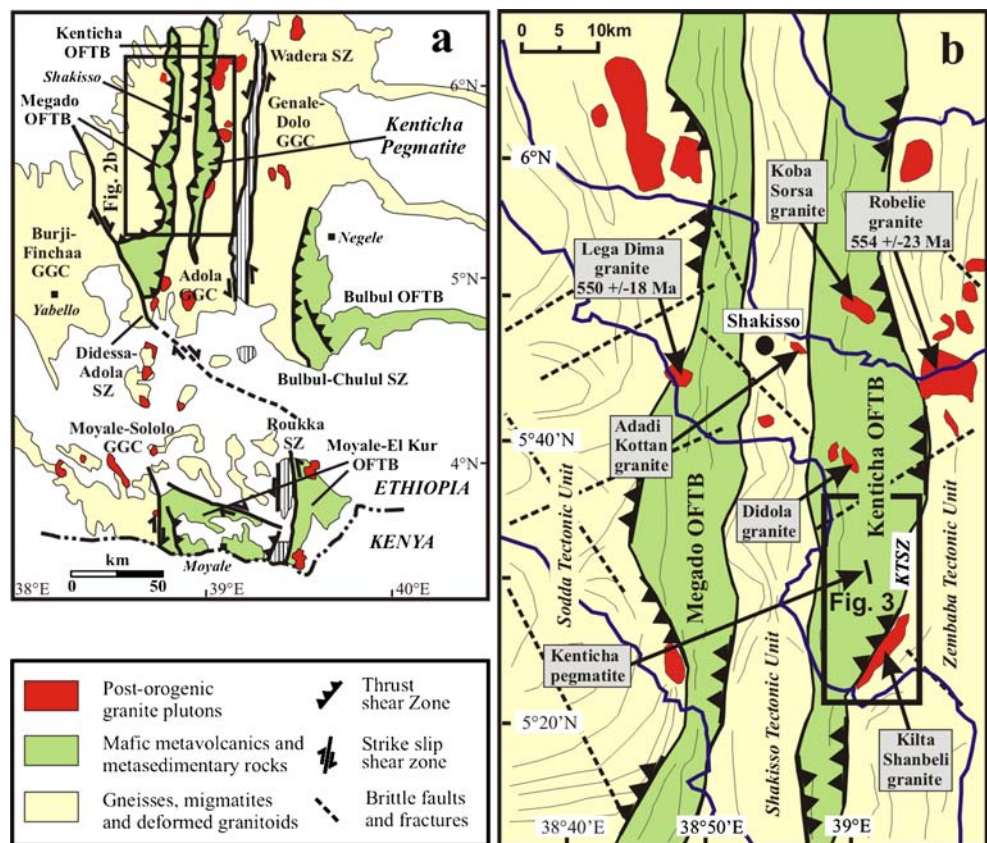 a
Kenticha
OFTB
Shakisso
Megado
OFTB
Fig. 2b
Wadera SZ
6°N
Genale-
Dolo
GGC
Kenticha
Pegmatite
Burji-
Finchaa
GGC
Yabello
Negele
Adola
GGC
5°N
Bulbul OFTB
Didessa-
Adola
SZ
Bulbul-Chulul SZ
Moyale-Sololo
GGC
Roukka
SZ
Moyale-El Kur
OFTB
4°N
ETHIOPIA
KENYA
km
0 50
Moyale
38°E
39°E
40°E
Post-orogenic
granite plutons
Thrust
shear Zone
Mafic metavolcanics and
metasedimentary rocks
Strike slip
shear zone
Gneisses, migmatites
and deformed granitoids
Brittle faults
and fractures
b
0 5 10km
6°N
Koba
Sorsa
granite
Robelie
granite
554 +/-23 Ma
Lega Dima
granite
550 +/-18 Ma
Shakisso
Adadi
Kottan
granite
5°40'N
Didola
granite
Kenticha OFTB
Megado OFTB
Sodda Tectonic Unit
Shakisso Tectonic Unit
Zembaba Tectonic Unit
KTSZ
Fig. 3
Kenticha
pegmatite
5°20'N
Kilta
Shanbeli
granite
38°40'E
38°50'E
39°E